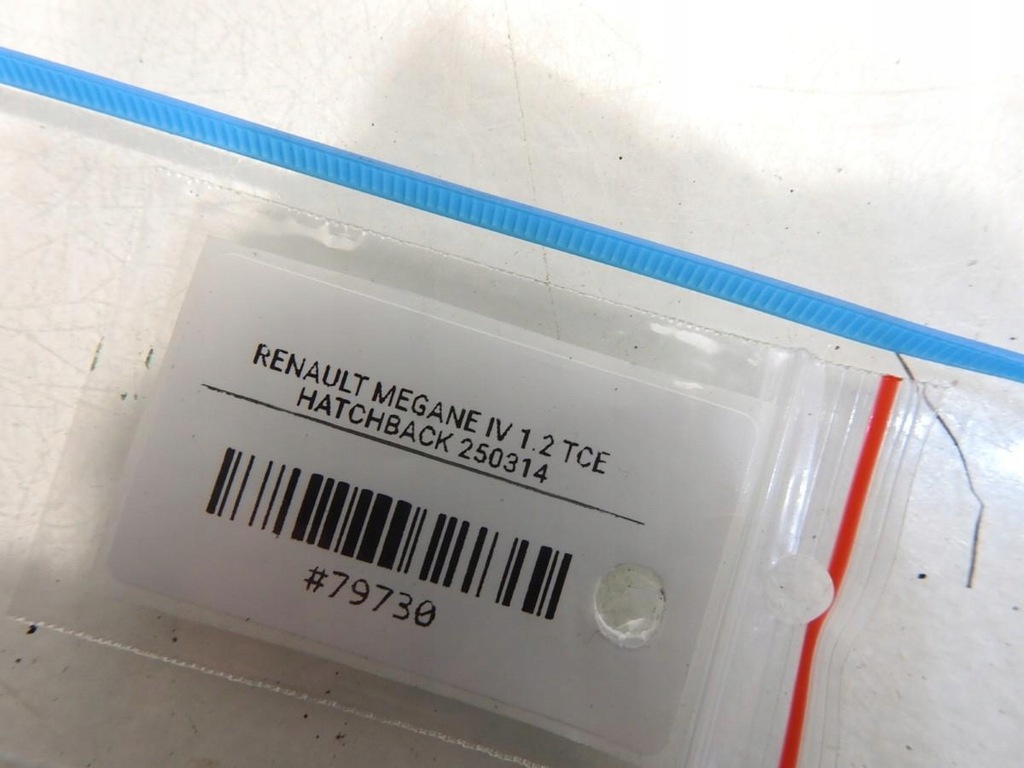 RENAULT MEGANE IV 1.2 TCE
HATCHBACK 250314
#79730